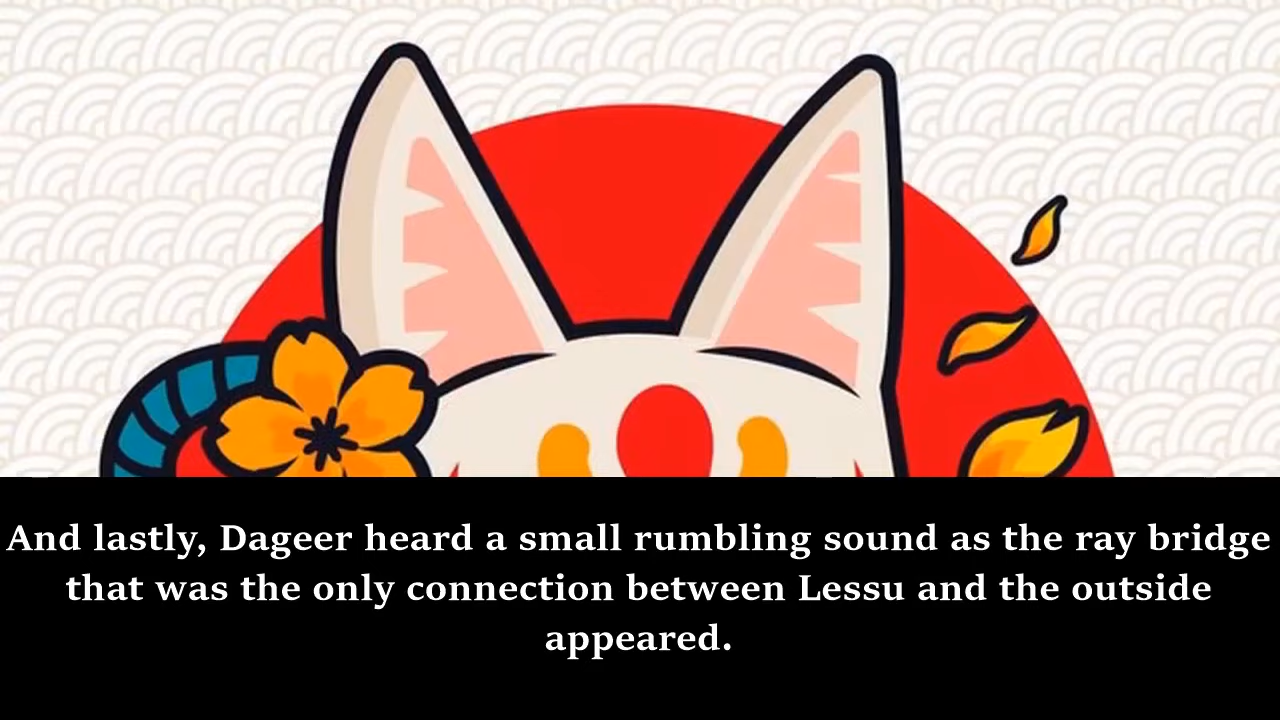 And lastly, Dageer heard a small rumbling sound as the ray bridge
that was the only connection between Lessu and the outside
appeared.